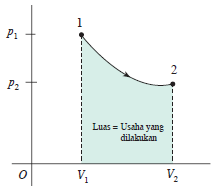 p₁
1
p₂
2
Luas = Usaha yang
dilakukan
O
V₁
V₂